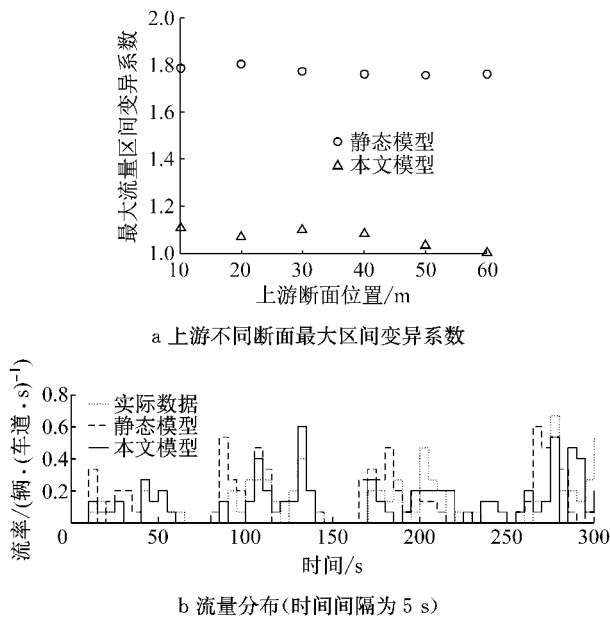 2.0
1.8
1.6
1.4
1.2
1.0
最大流量区间变异系数
○ 静态模型
△ 本文模型
10 20 30 40 50 60
上游断面位置/m
a 上游不同断面最大区间变异系数
0.8
0.6
0.4
0.2
流率/(辆·(车道·s)⁻¹)
实际数据
静态模型
本文模型
0 50 100 150 200 250 300
时间/s
b 流量分布(时间间隔为 5 s)